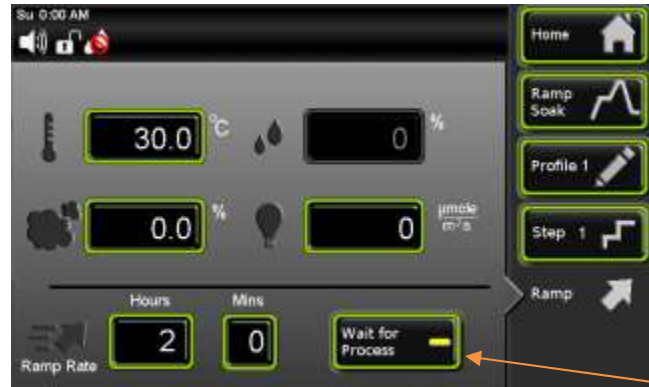 Su 0:00 AM
Home
Ramp
Soak
Profile 1
Step 1
Ramp
30.0 °C
0 %
0.0 %
0 µmole
m²s
Hours
Mins
Ramp Rate
2
0
Wait for
Process